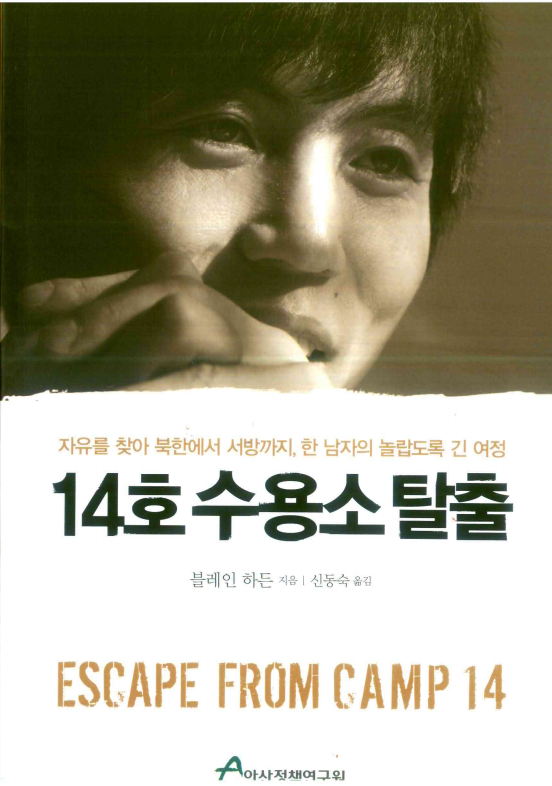 자유를 찾아 북한에서 서방까지, 한 남자의 놀랍도록 긴 여정
14호 수용소 탈출
블레인 하든 지음 | 신동숙 옮김
ESCAPE FROM CAMP 14
아산정책연구원